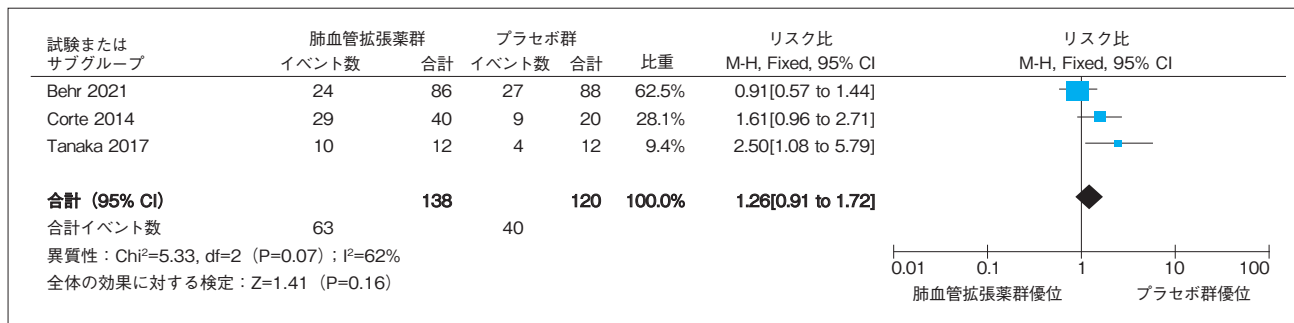 試験または
サブグループ
肺血管拡張薬群 プラセボ群 リスク比 リスク比
イベント数 合計 イベント数 合計 比重 M-H, Fixed, 95% CI M-H, Fixed, 95% CI
Behr 2021 24 86 27 88 62.5% 0.91[0.57 to 1.44]
Corte 2014 29 40 9 20 28.1% 1.61[0.96 to 2.71]
Tanaka 2017 10 12 4 12 9.4% 2.50[1.08 to 5.79]
合計（95% CI） 138 120 100.0% 1.26[0.91 to 1.72]
合計イベント数 63 40
異質性：Chi²=5.33, df=2（P=0.07）；I²=62%
全体の効果に対する検定：Z=1.41（P=0.16）
0.01 0.1 1 10 100
肺血管拡張薬群優位 プラセボ群優位